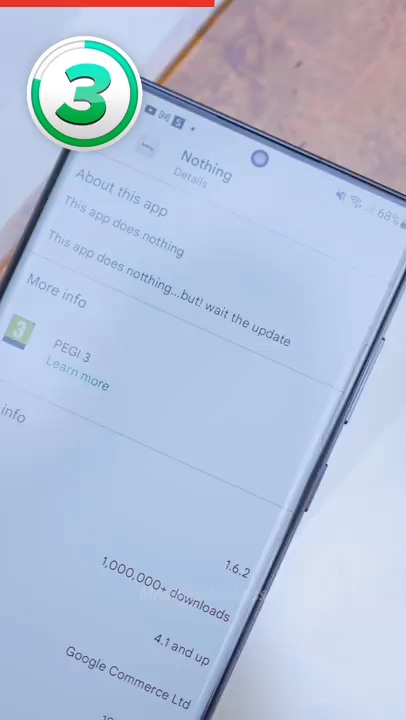 3
Nothing
Details
68%
About this app
This app does nothing
This app does notthing...but! wait the update
More info
3
PEGI 3
Learn more
info
1.6.2
1,000,000+ downloads
4.1 and up
Google Commerce Ltd